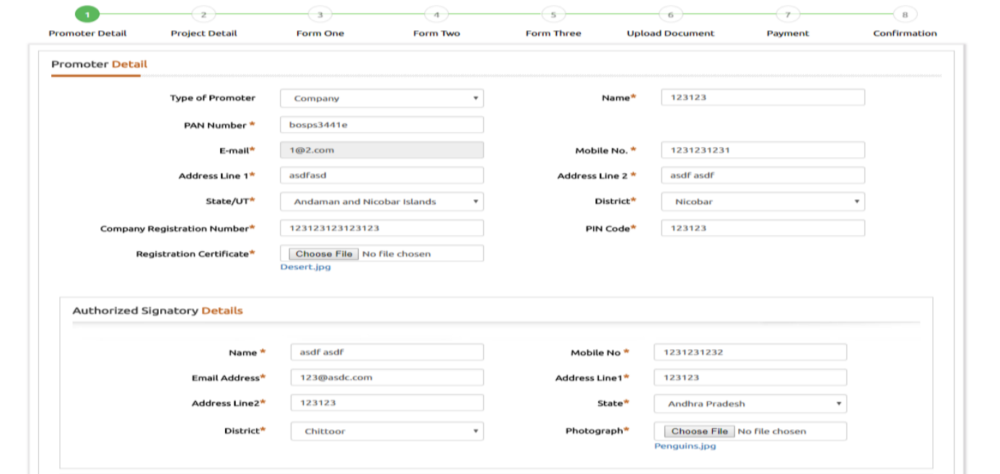 1 2 3 4 5 6 7 8
Promoter Detail Project Detail Form One Form Two Form Three Upload Document Payment Confirmation
Promoter Detail
Type of Promoter Company Name* 123123
PAN Number * bosps3441e
E-mail* 1@2.com Mobile No. * 1231231231
Address Line 1* asdfasd Address Line 2 * asdf asdf
State/UT* Andaman and Nicobar Islands District* Nicobar
Company Registration Number* 123123123123123 PIN Code* 123123
Registration Certificate* Choose File No file chosen
Desert.jpg
Authorized Signatory Details
Name * asdf asdf Mobile No * 1231231232
Email Address* 123@asdc.com Address Line1* 123123
Address Line2* 123123 State* Andhra Pradesh
District* Chittoor Photograph* Choose File No file chosen
Penguins.jpg